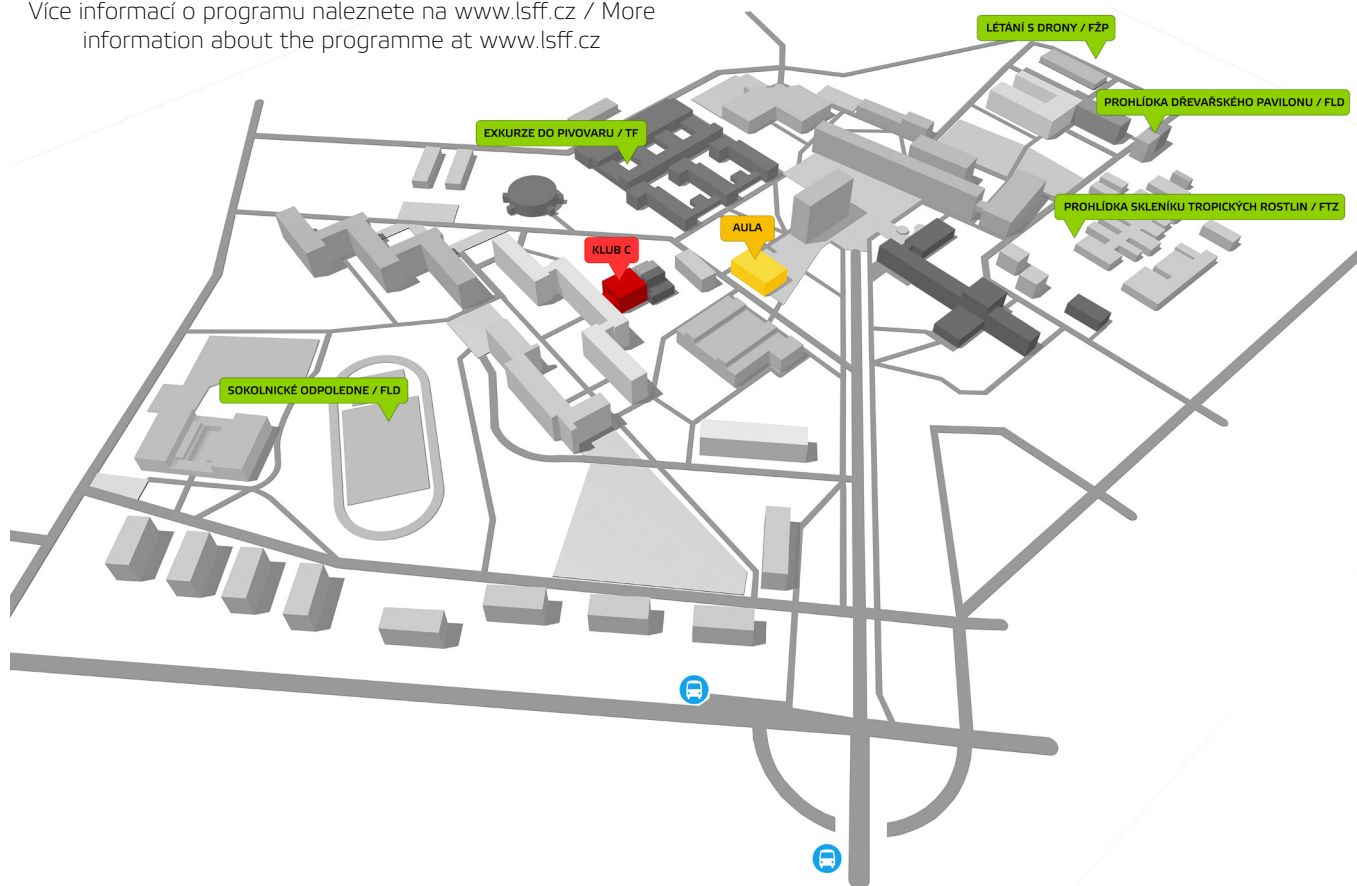 Více informací o programu naleznete na www.lsff.cz / More
information about the programme at www.lsff.cz
LÉTÁNÍ S DRONY / FŽP
PROHLÍDKA DŘEVAŘSKÉHO PAVILONU / FLD
EXKURZE DO PIVOVARU / TF
PROHLÍDKA SKLENÍKU TROPICKÝCH ROSTLIN / FTZ
AULA
KLUB C
SOKOLNICKÉ ODPOLEDNE / FLD